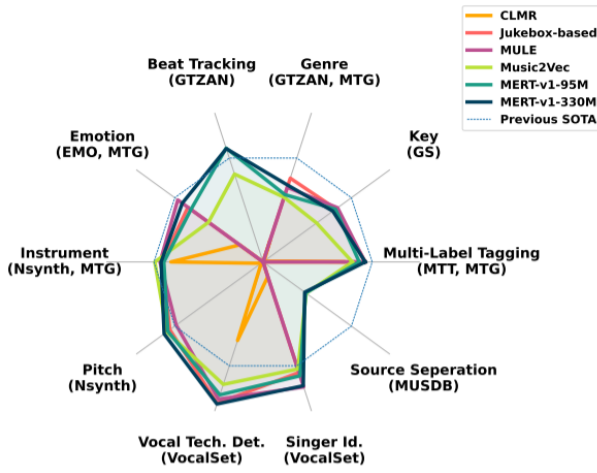 CLMR
Jukebox-based
MULE
Music2Vec
MERT-v1-95M
MERT-v1-330M
Previous SOTA
Beat Tracking
(GTZAN)
Genre
(GTZAN, MTG)
Emotion
(EMO, MTG)
Key
(GS)
Instrument
(Nsynth, MTG)
Multi-Label Tagging
(MTT, MTG)
Pitch
(Nsynth)
Source Seperation
(MUSDB)
Vocal Tech. Det.
(VocalSet)
Singer Id.
(VocalSet)